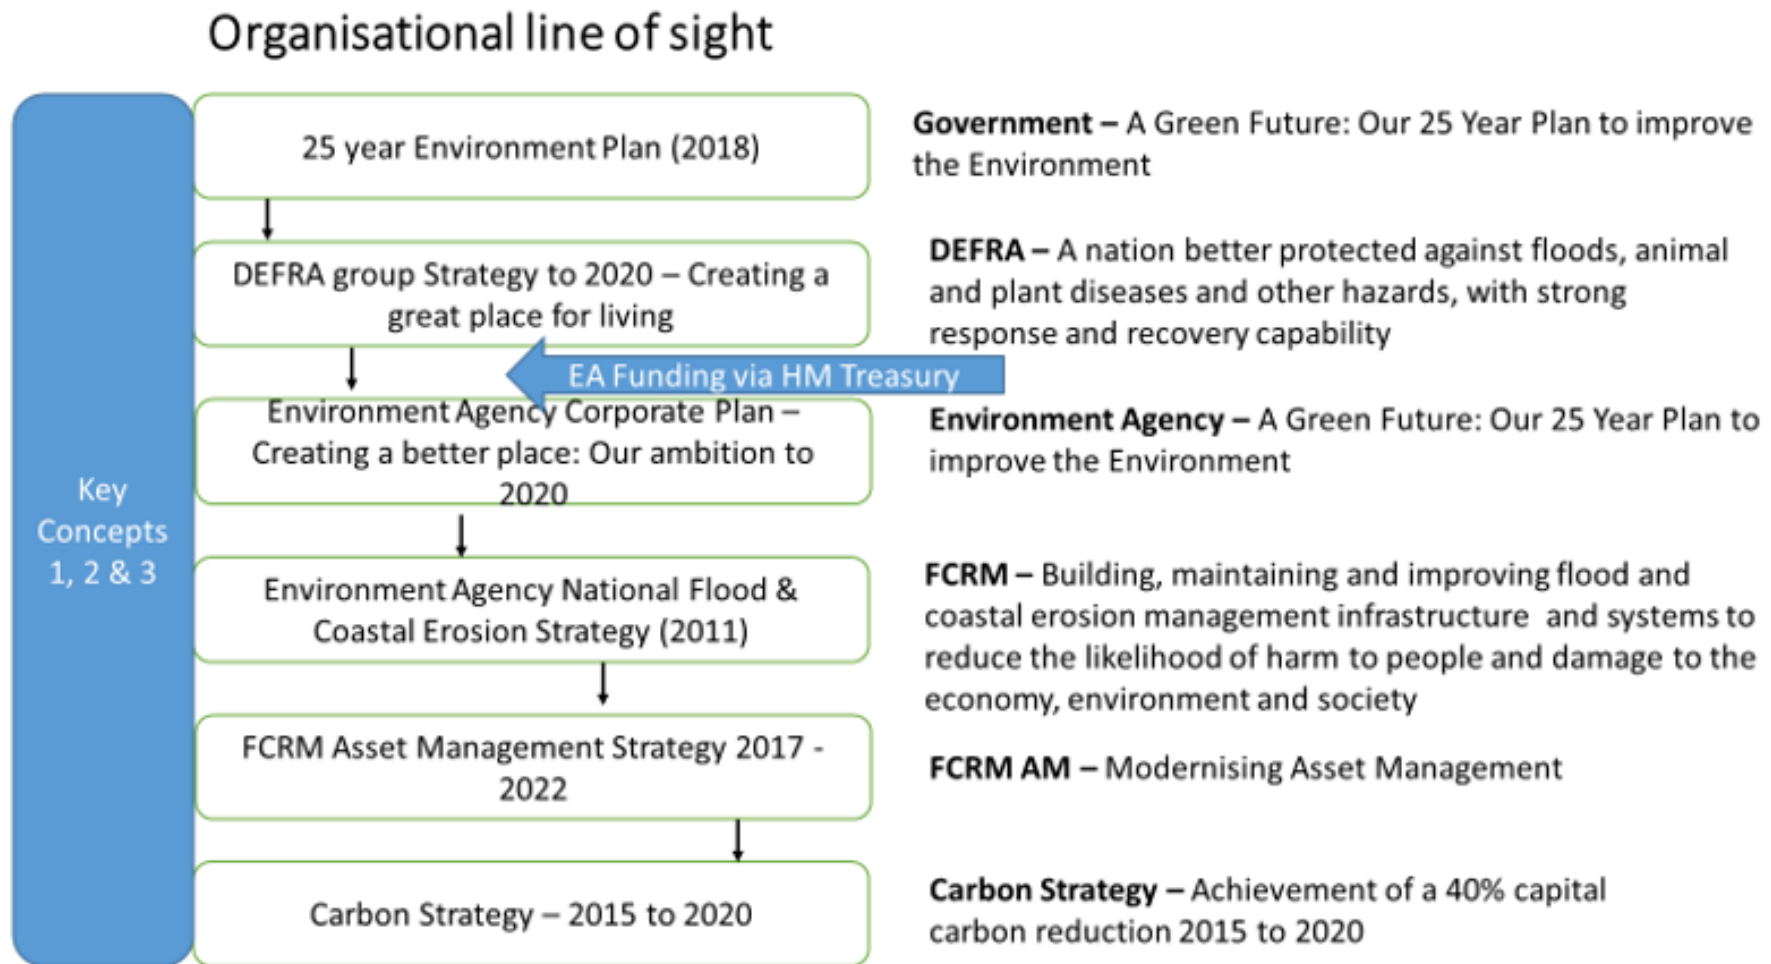 Organisational line of sight
Key
Concepts
1, 2 & 3
25 year Environment Plan (2018)
Government – A Green Future: Our 25 Year Plan to improve
the Environment
DEFRA group Strategy to 2020 – Creating a
great place for living
DEFRA – A nation better protected against floods, animal
and plant diseases and other hazards, with strong
response and recovery capability
EA Funding via HM Treasury
Environment Agency Corporate Plan –
Creating a better place: Our ambition to
2020
Environment Agency – A Green Future: Our 25 Year Plan to
improve the Environment
Environment Agency National Flood &
Coastal Erosion Strategy (2011)
FCRM – Building, maintaining and improving flood and
coastal erosion management infrastructure and systems to
reduce the likelihood of harm to people and damage to the
economy, environment and society
FCRM Asset Management Strategy 2017 -
2022
FCRM AM – Modernising Asset Management
Carbon Strategy – 2015 to 2020
Carbon Strategy – Achievement of a 40% capital
carbon reduction 2015 to 2020